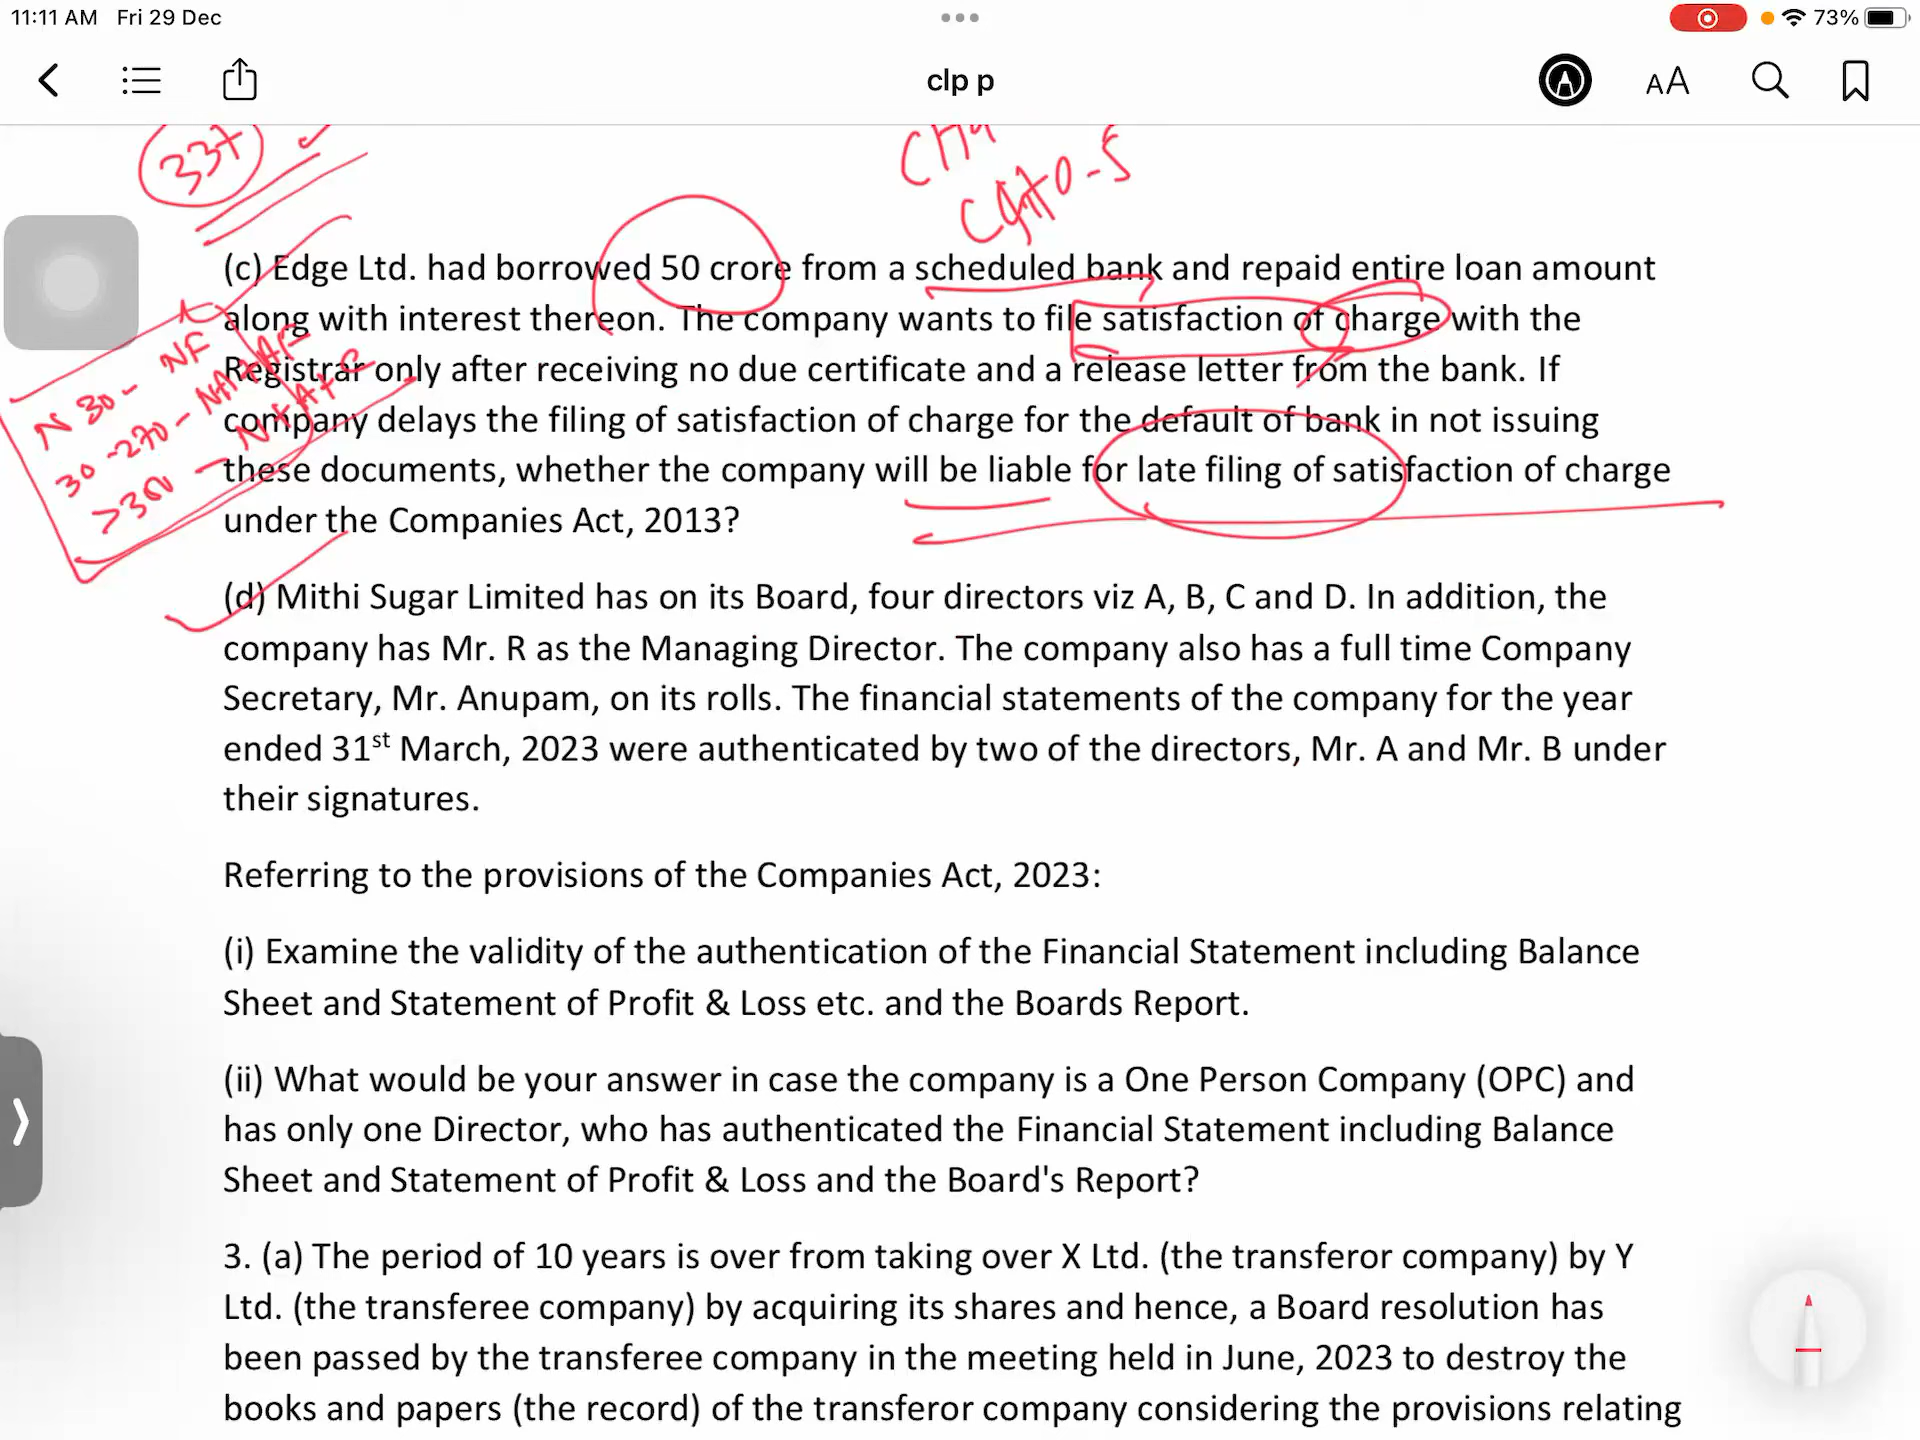 11:11 AM Fri 29 Dec
73%
clp p
CHG-4
(c) Edge Ltd. had borrowed 50 crore from a scheduled bank and repaid entire loan amount
along with interest thereon. The company wants to file satisfaction of charge with the
Registrar only after receiving no due certificate and a release letter from the bank. If
company delays the filing of satisfaction of charge for the default of bank in not issuing
these documents, whether the company will be liable for late filing of satisfaction of charge
under the Companies Act, 2013?
N 30 - NF
30 - 270 -
(d) Mithi Sugar Limited has on its Board, four directors viz A, B, C and D. In addition, the
company has Mr. R as the Managing Director. The company also has a full time Company
Secretary, Mr. Anupam, on its rolls. The financial statements of the company for the year
ended 31st March, 2023 were authenticated by two of the directors, Mr. A and Mr. B under
their signatures.
Referring to the provisions of the Companies Act, 2023:
(i) Examine the validity of the authentication of the Financial Statement including Balance
Sheet and Statement of Profit & Loss etc. and the Boards Report.
(ii) What would be your answer in case the company is a One Person Company (OPC) and
has only one Director, who has authenticated the Financial Statement including Balance
Sheet and Statement of Profit & Loss and the Board's Report?
3. (a) The period of 10 years is over from taking over X Ltd. (the transferor company) by Y
Ltd. (the transferee company) by acquiring its shares and hence, a Board resolution has
been passed by the transferee company in the meeting held in June, 2023 to destroy the
books and papers (the record) of the transferor company considering the provisions relating